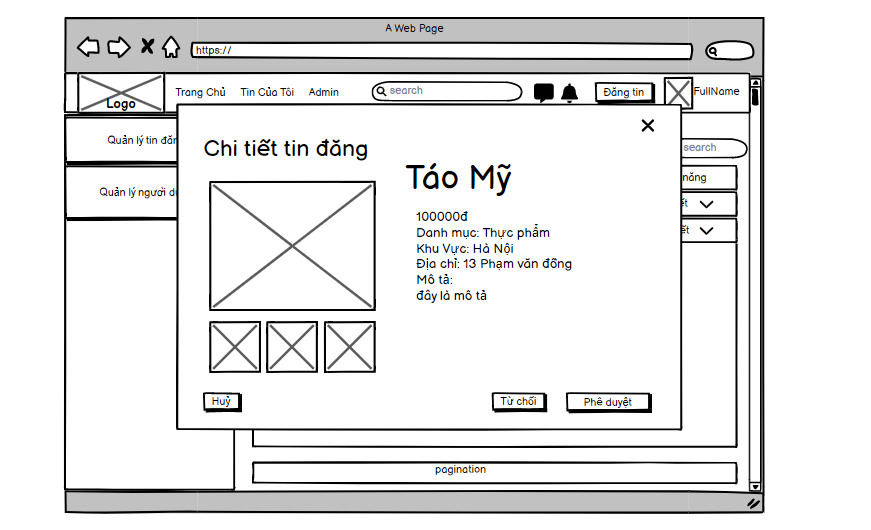 A Web Page
https://
Logo
Trang Chủ
Tin Của Tôi
Admin
search
Đăng tin
FullName
Quản lý tin đăn
Quản lý người d
search
năng
ết
ết
Chi tiết tin đăng
Táo Mỹ
100000đ
Danh mục: Thực phẩm
Khu Vực: Hà Nội
Địa chỉ: 13 Phạm văn đồng
Mô tả:
đây là mô tả
Huỷ
Từ chối
Phê duyệt
pagination